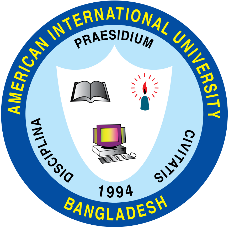 AMERICAN INTERNATIONAL UNIVERSITY
PRAESIDIUM
DISCIPLINA
CIVITATIS
1994
BANGLADESH